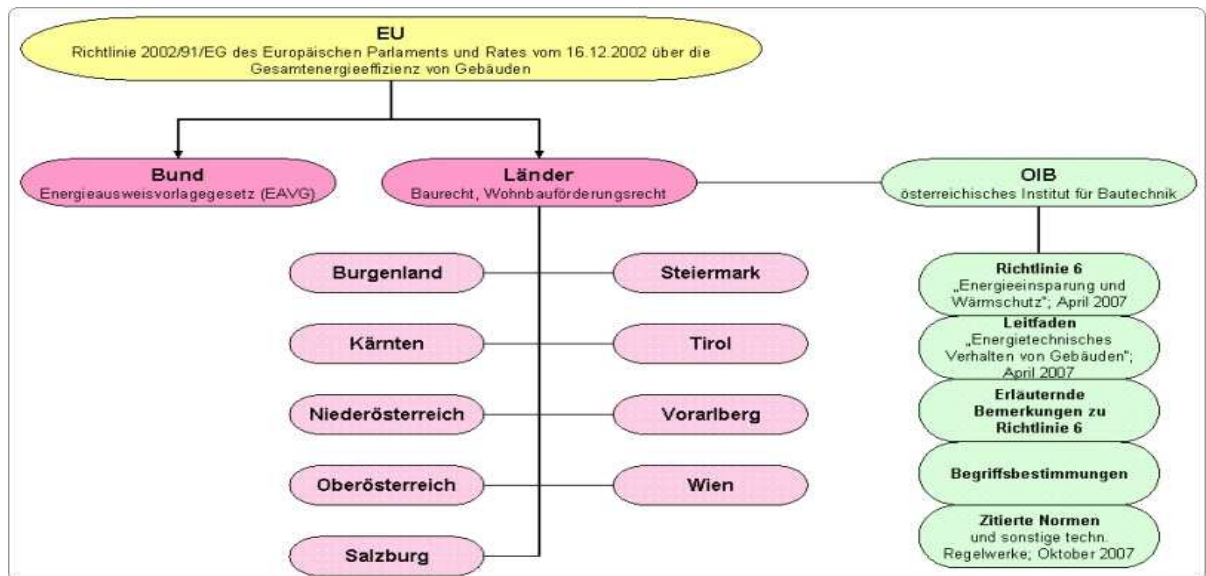 EU
Richtlinie 2002/91/EG des Europäischen Parlaments und Rates vom 16.12.2002 über die
Gesamtenergieeffizienz von Gebäuden
Bund
Energieausweisvorlagegesetz (EAVG)
Länder
Baurecht, Wohnbauförderungsrecht
OIB
österreichisches Institut für Bautechnik
Burgenland
Steiermark
Kärnten
Tirol
Niederösterreich
Vorarlberg
Oberösterreich
Wien
Salzburg
Richtlinie 6
„Energieeinsparung und
Wärmschutz“; April 2007
Leitfaden
„Energietechnisches
Verhalten von Gebäuden“;
April 2007
Erläuternde
Bemerkungen zu
Richtlinie 6
Begriffsbestimmungen
Zitierte Normen
und sonstige techn.
Regelwerke; Oktober 2007